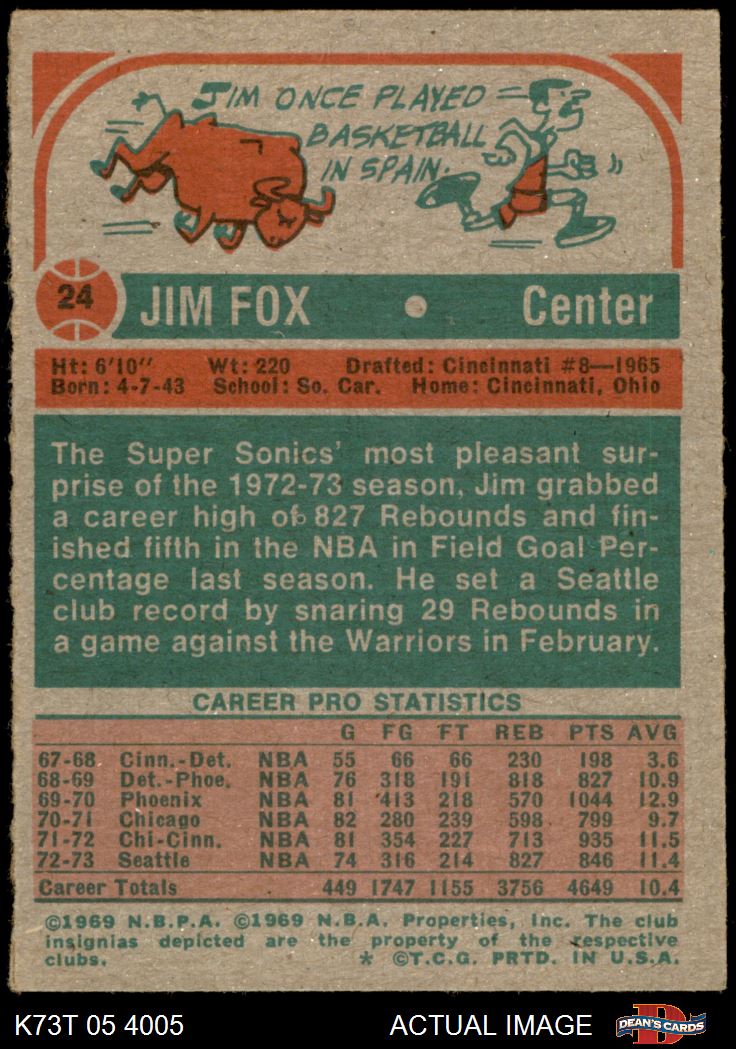 JIM ONCE PLAYED
BASKETBALL
IN SPAIN.
24 JIM FOX • Center
Ht: 6'10" Wt: 220 Drafted: Cincinnati #8—1965
Born: 4-7-43 School: So. Car. Home: Cincinnati, Ohio
The Super Sonics' most pleasant sur-
prise of the 1972-73 season, Jim grabbed
a career high of 827 Rebounds and fin-
ished fifth in the NBA in Field Goal Per-
centage last season. He set a Seattle
club record by snaring 29 Rebounds in
a game against the Warriors in February.
CAREER PRO STATISTICS
G FG FT REB PTS AVG
67-68 Cinn.-Det. NBA 55 66 66 230 198 3.6
68-69 Det.-Phoe. NBA 76 318 191 818 827 10.9
69-70 Phoenix NBA 81 413 218 570 1044 12.9
70-71 Chicago NBA 82 280 239 598 799 9.7
71-72 Chi-Cinn. NBA 81 354 227 713 935 11.5
72-73 Seattle NBA 74 316 214 827 846 11.4
Career Totals 449 1747 1155 3756 4649 10.4
©1969 N.B.P.A. ©1969 N.B.A. Properties, Inc. The club
insignias depicted are the property of the respective
clubs. * ©T.C.G. PRTD. IN U.S.A.
K73T 05 4005 ACTUAL IMAGE DEAN'S CARDS